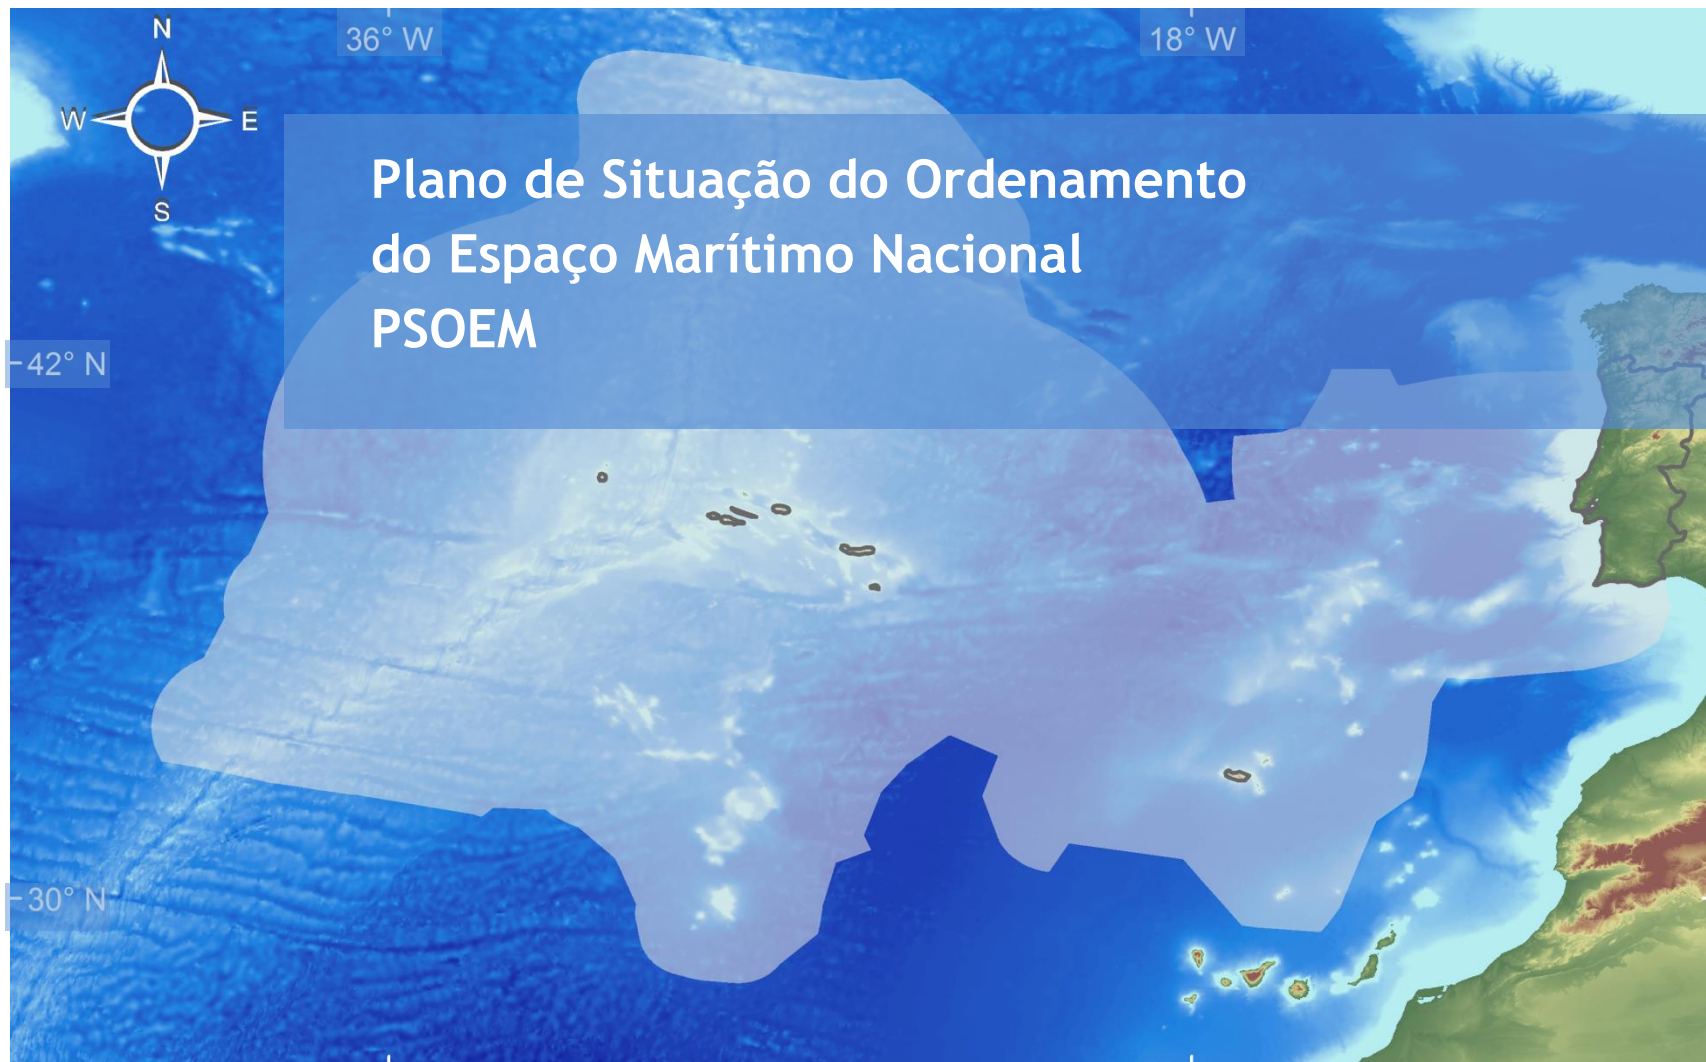 N
36° W
18° W
W
E
S
Plano de Situação do Ordenamento
do Espaço Marítimo Nacional
PSOEM
42° N
30° N